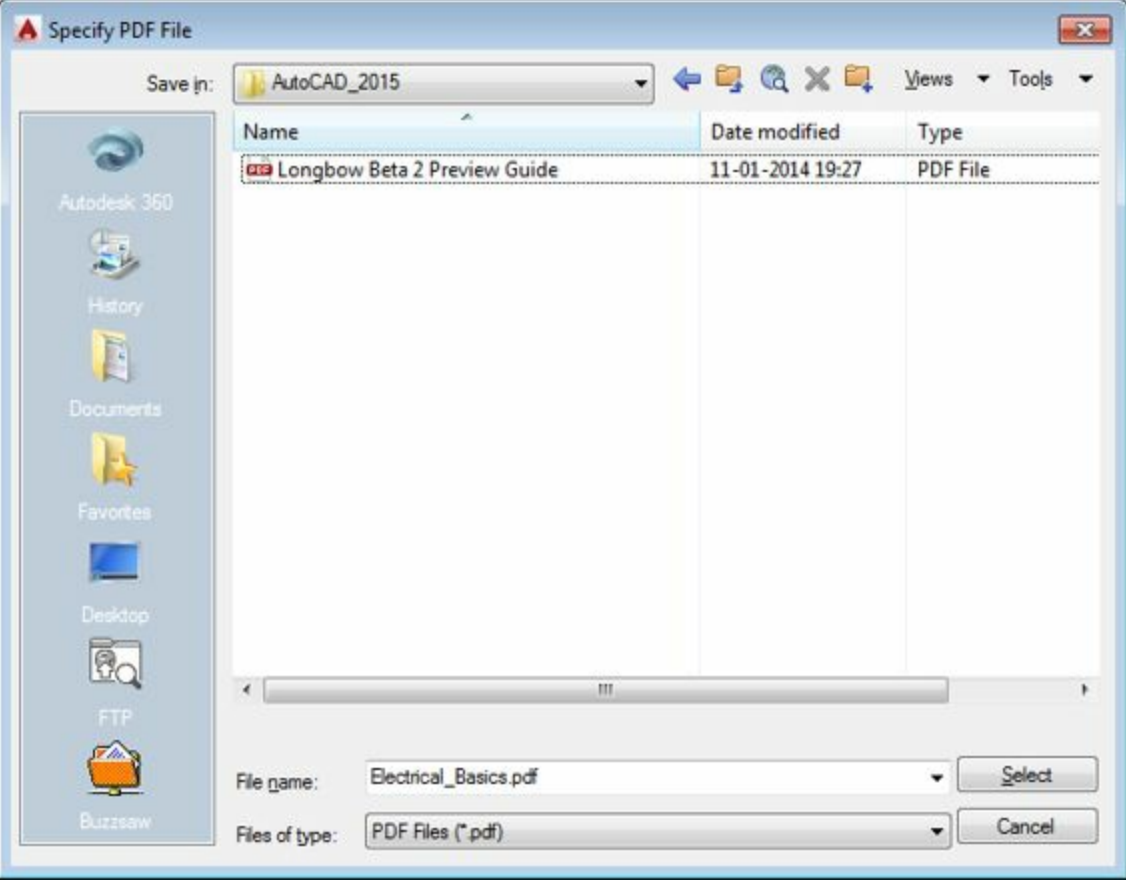 Specify PDF File
Save in: AutoCAD_2015 Views Tools
Name Date modified Type
Longbow Beta 2 Preview Guide 11-01-2014 19:27 PDF File
Autodesk 360
History
Documents
Favorites
Desktop
FTP
Buzzsaw
File name: Electrical_Basics.pdf Select
Files of type: PDF Files (*.pdf) Cancel